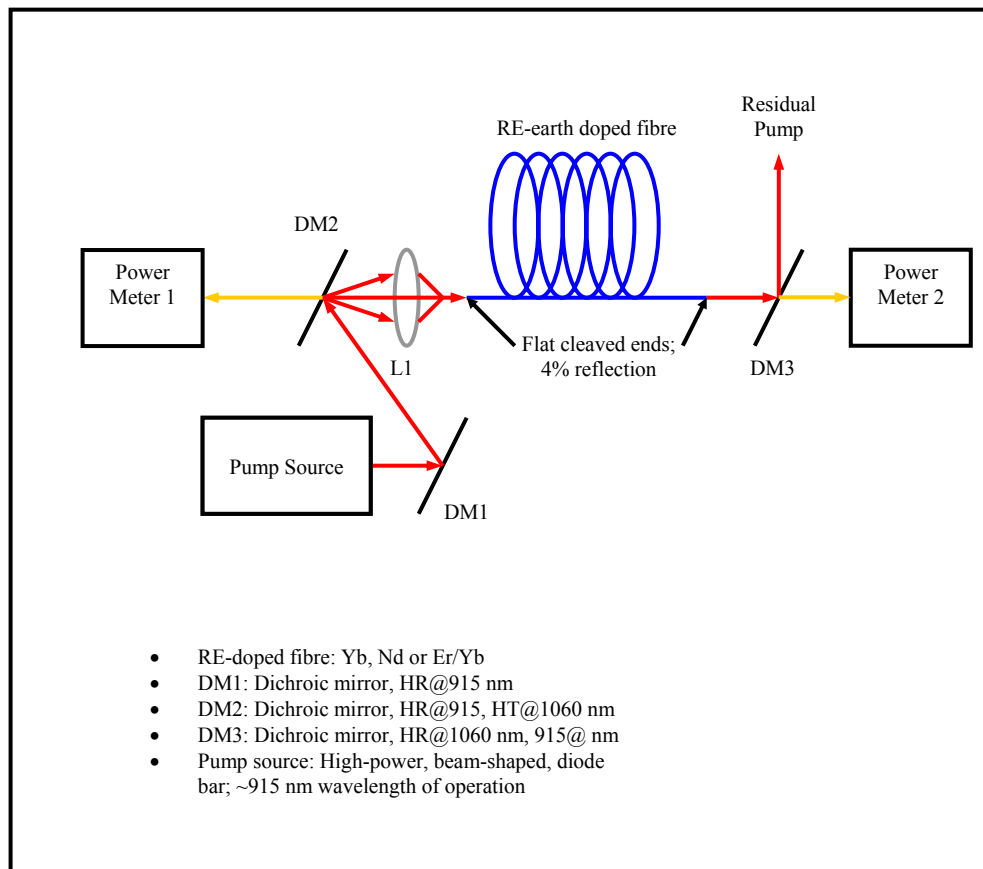 Residual
Pump
RE-earth doped fibre
DM2
Power
Meter 1
Power
Meter 2
Flat cleaved ends;
4% reflection
L1
DM3
Pump Source
DM1
• RE-doped fibre: Yb, Nd or Er/Yb
• DM1: Dichroic mirror, HR@915 nm
• DM2: Dichroic mirror, HR@915, HT@1060 nm
• DM3: Dichroic mirror, HR@1060 nm, 915@ nm
• Pump source: High-power, beam-shaped, diode
bar; ~915 nm wavelength of operation